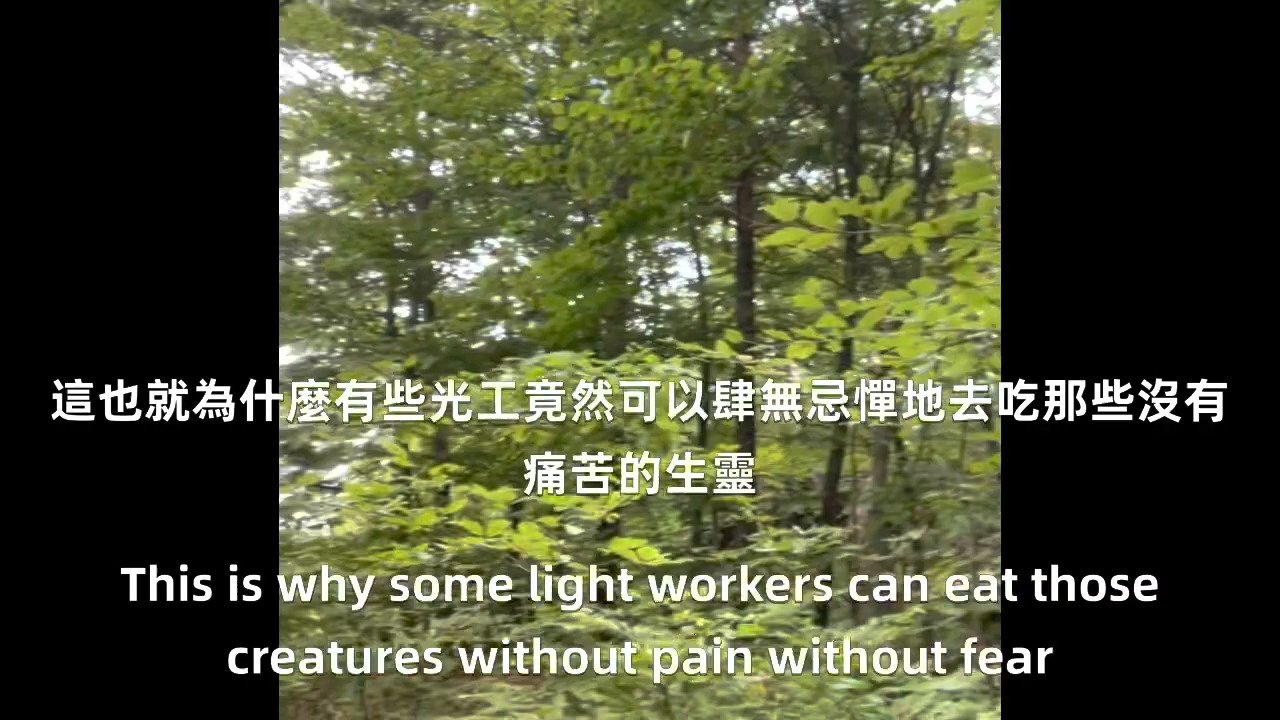 這也就為什麼有些光工竟然可以肆無忌憚地去吃那些沒有
痛苦的生靈
This is why some light workers can eat those
creatures without pain without fear